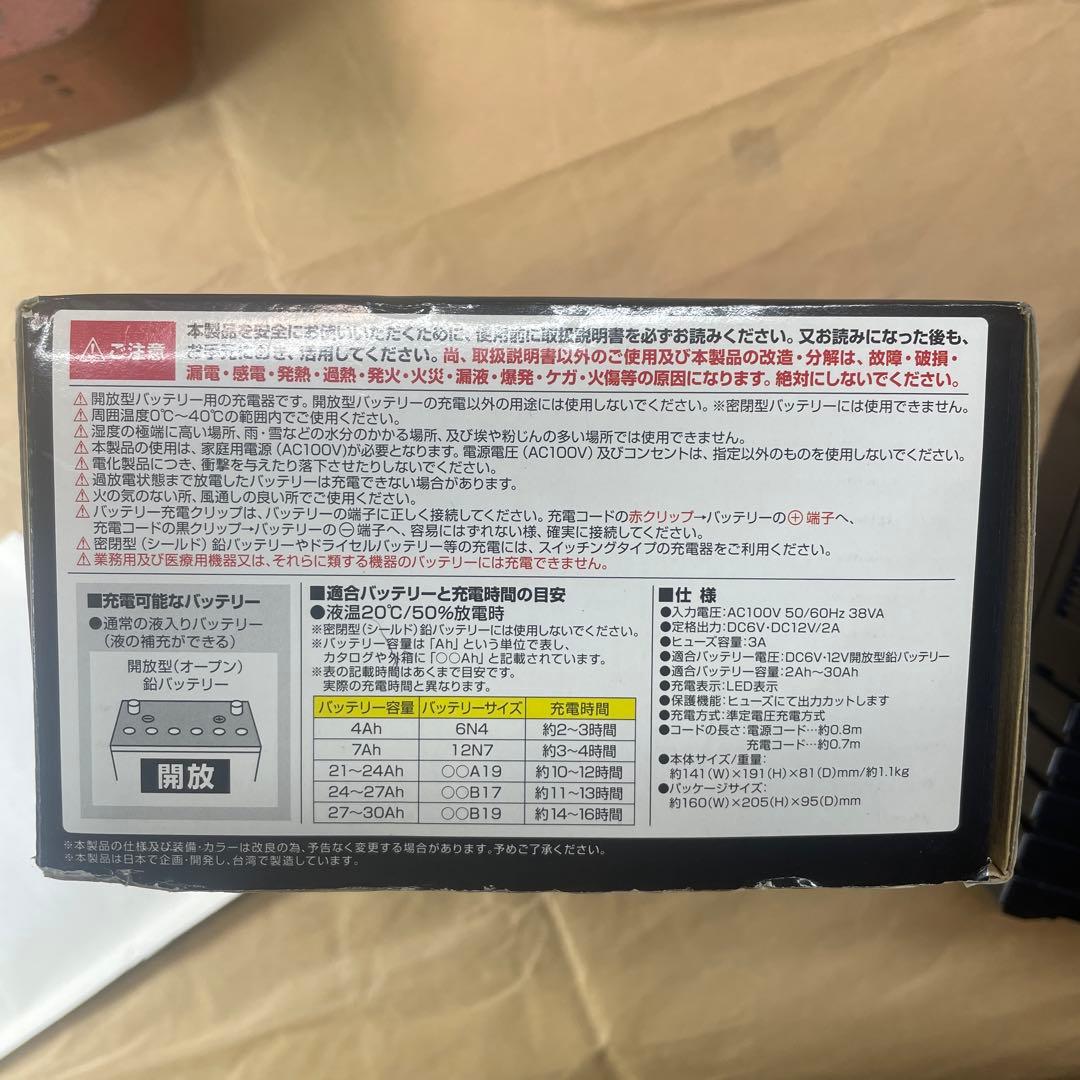 ⚠ご注意
本製品を安全にお使いいただくために、使用前に取扱説明書を必ずお読みください。又お読みになった後も、
お手元におき、活用してください。尚、取扱説明書以外のご使用及び本製品の改造・分解は、故障・破損・
漏電・感電・発熱・過熱・発火・火災・漏液・爆発・ケガ・火傷等の原因になります。絶対にしないでください。
⚠開放型バッテリー用の充電器です。開放型バッテリーの充電以外の用途には使用しないでください。※密閉型バッテリーには使用できません。
⚠周囲温度0℃〜40℃の範囲内でご使用ください。
⚠湿度の極端に高い場所、雨・雪などの水分のかかる場所、及び埃や粉じんの多い場所では使用できません。
⚠本製品の使用は、家庭用電源(AC100V)が必要となります。電源電圧(AC100V)及びコンセントは、指定以外のものを使用しないでください。
⚠電化製品につき、衝撃を与えたり落下させたりしないでください。
⚠過放電状態まで放電したバッテリーは充電できない場合があります。
⚠火の気のない所、風通しの良い所でご使用ください。
⚠バッテリー充電クリップは、バッテリーの端子に正しく接続してください。充電コードの赤クリップ→バッテリーの⊕端子へ、
充電コードの黒クリップ→バッテリーの⊖端子へ、容易にはずれない様、確実に接続してください。
⚠密閉型(シールド)鉛バッテリーやドライセルバッテリー等の充電には、スイッチングタイプの充電器をご利用ください。
⚠業務用及び医療用機器又は、それらに類する機器のバッテリーには充電できません。
■充電可能なバッテリー
●通常の液入りバッテリー
(液の補充ができる)
開放型(オープン)
鉛バッテリー
⊖ ⊕
開放
■適合バッテリーと充電時間の目安
●液温20℃/50%放電時
※密閉型(シールド)鉛バッテリーには使用しないでください。
※バッテリー容量は「Ah」という単位で表し、
カタログや外箱に「○○Ah」と記載されています。
※表の記載時間はあくまで目安です。
実際の充電時間と異なります。
バッテリー容量 バッテリーサイズ 充電時間
4Ah 6N4 約2〜3時間
7Ah 12N7 約3〜4時間
21〜24Ah ○○A19 約10〜12時間
24〜27Ah ○○B17 約11〜13時間
27〜30Ah ○○B19 約14〜16時間
■仕 様
●入力電圧:AC100V 50/60Hz 38VA
●定格出力:DC6V・DC12V/2A
●ヒューズ容量:3A
●適合バッテリー電圧:DC6V・12V開放型鉛バッテリー
●適合バッテリー容量:2Ah〜30Ah
●充電表示:LED表示
●保護機能:ヒューズにて出力カットします
●充電方式:準定電圧充電方式
●コードの長さ:電源コード…約0.8m
充電コード…約0.7m
●本体サイズ/重量:
約141(W)×191(H)×81(D)mm/約1.1kg
●パッケージサイズ:
約160(W)×205(H)×95(D)mm
※本製品の仕様及び装備・カラーは改良の為、予告なく変更する場合があります。予めご了承ください。
※本製品は日本で企画・開発し、台湾で製造しています。